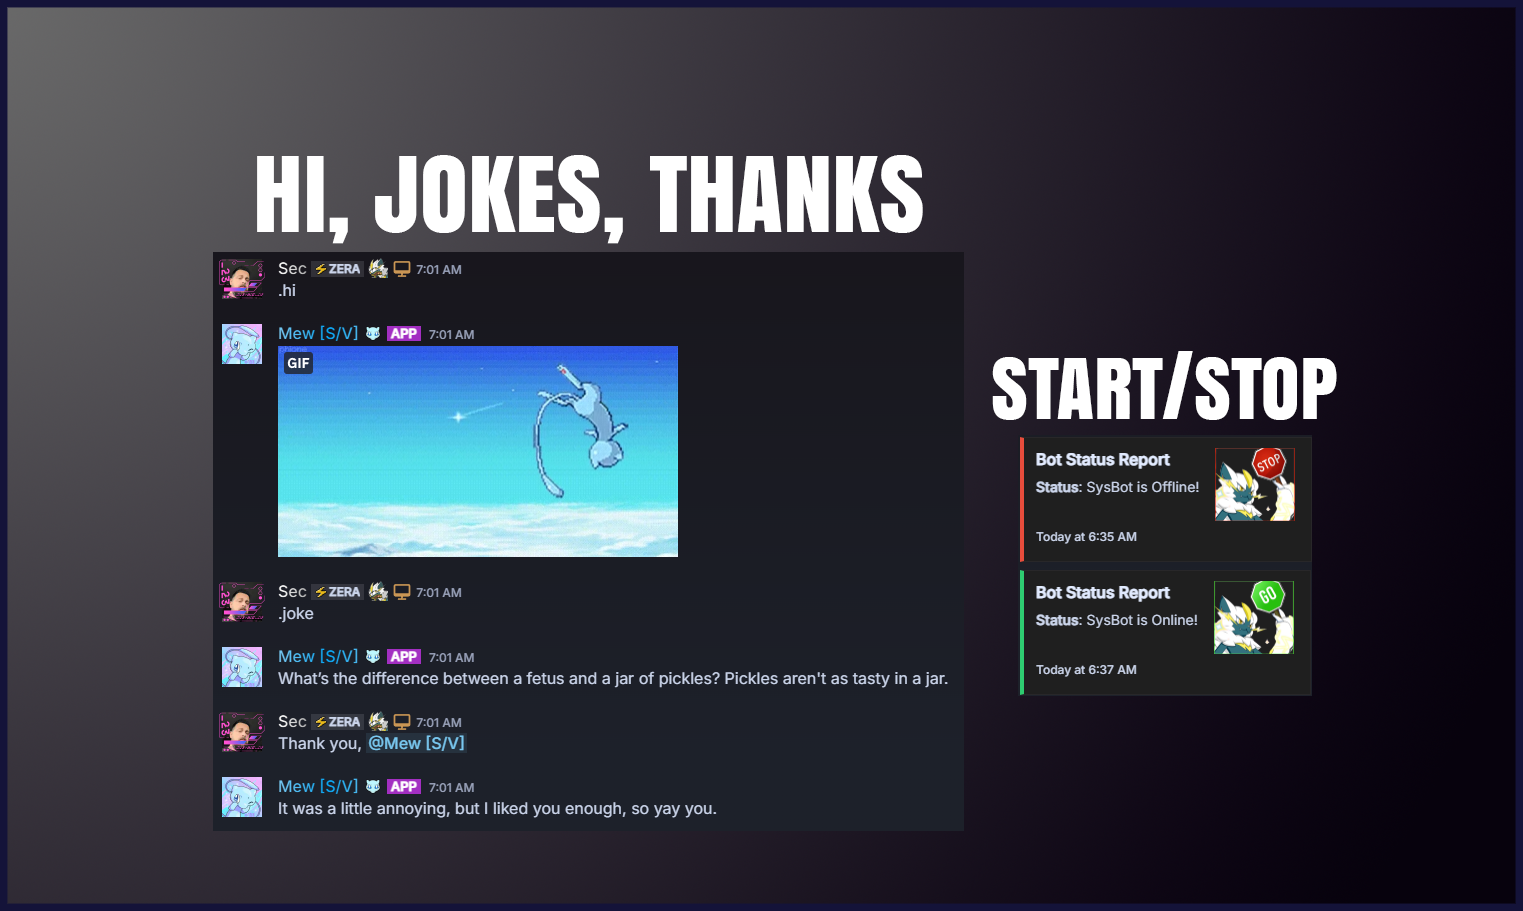 HI, JOKES, THANKS
Sec ⚡ZERA 7:01 AM
.hi
Mew [S/V] APP 7:01 AM
GIF
Sec ⚡ZERA 7:01 AM
.joke
Mew [S/V] APP 7:01 AM
What's the difference between a fetus and a jar of pickles? Pickles aren't as tasty in a jar.
Sec ⚡ZERA 7:01 AM
Thank you, @Mew [S/V]
Mew [S/V] APP 7:01 AM
It was a little annoying, but I liked you enough, so yay you.
START/STOP
Bot Status Report
STOP
Status: SysBot is Offline!
Today at 6:35 AM
Bot Status Report
GO
Status: SysBot is Online!
Today at 6:37 AM